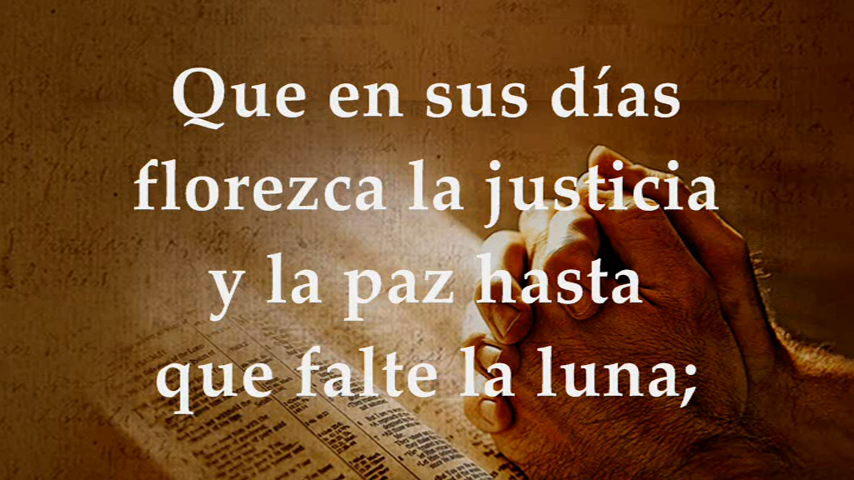 Que en sus días
florezca la justicia
y la paz hasta
que falte la luna;